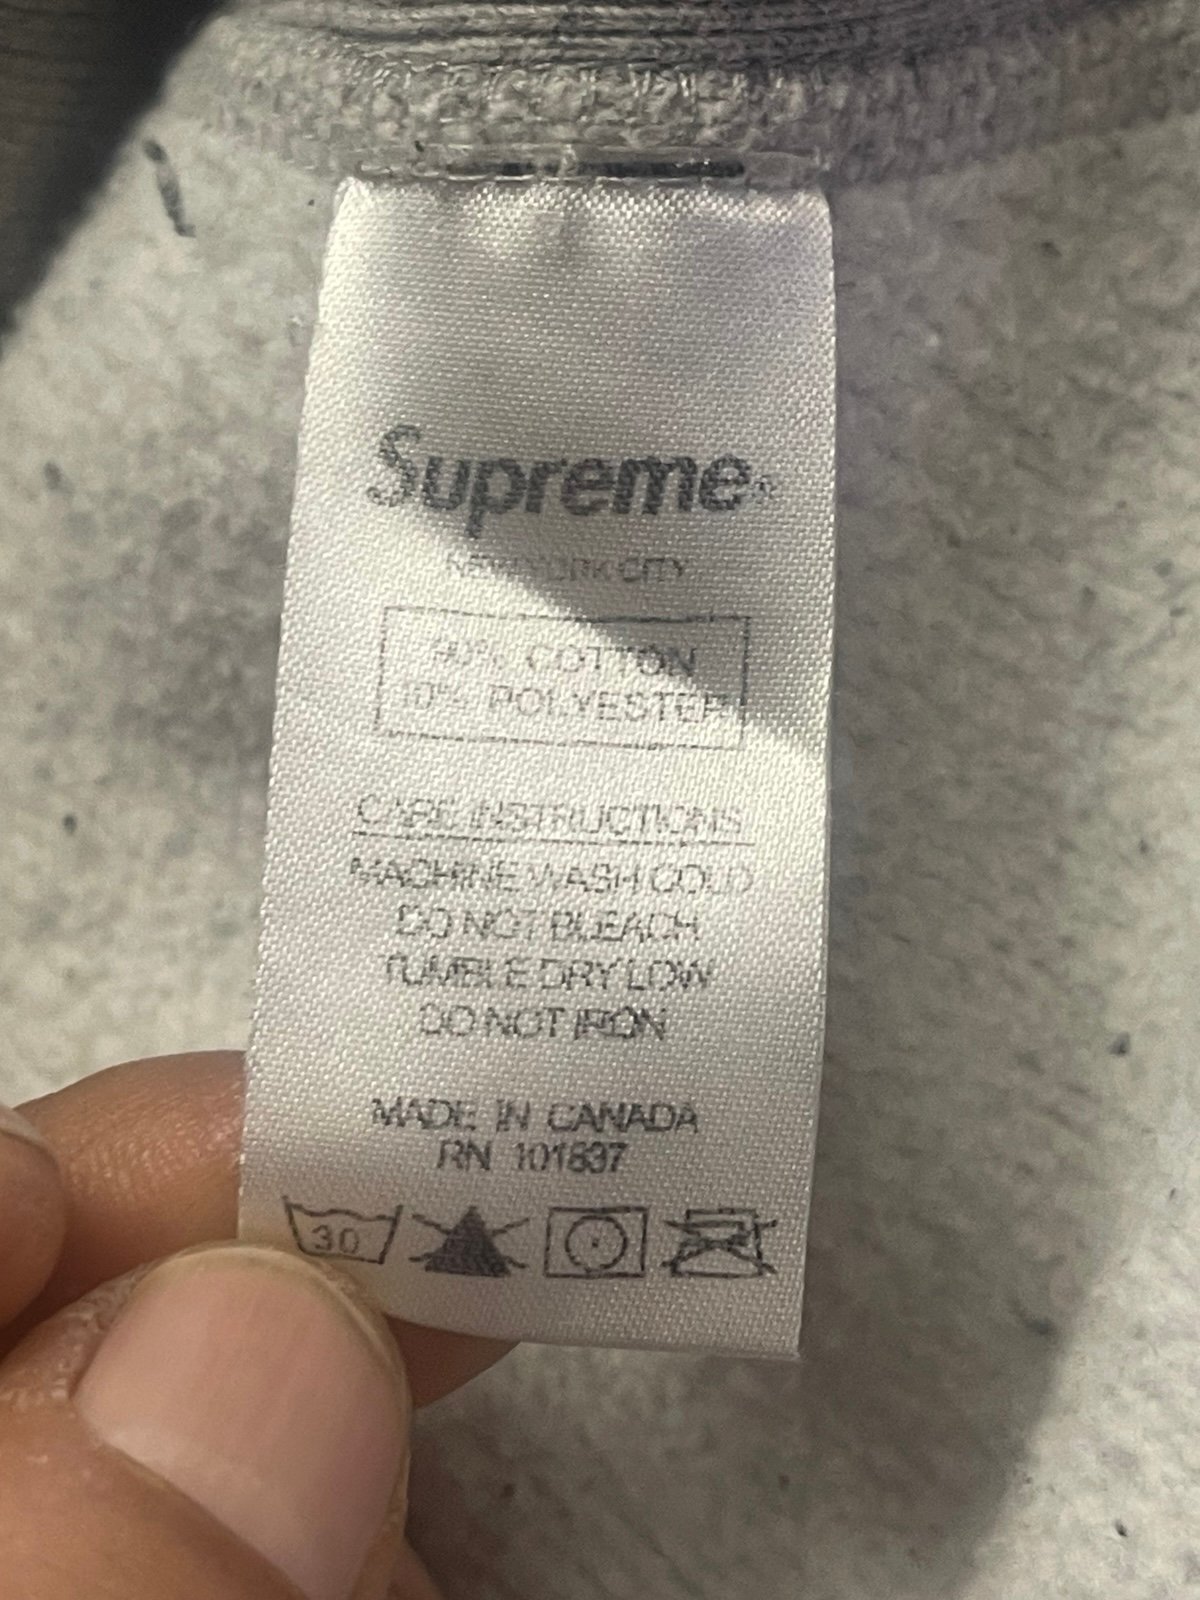 Supreme®
NEW YORK CITY
90% COTTON
10% POLYESTER
CARE INSTRUCTIONS
MACHINE WASH COLD
DO NOT BLEACH
TUMBLE DRY LOW
DO NOT IRON
MADE IN CANADA
RN 101837
30